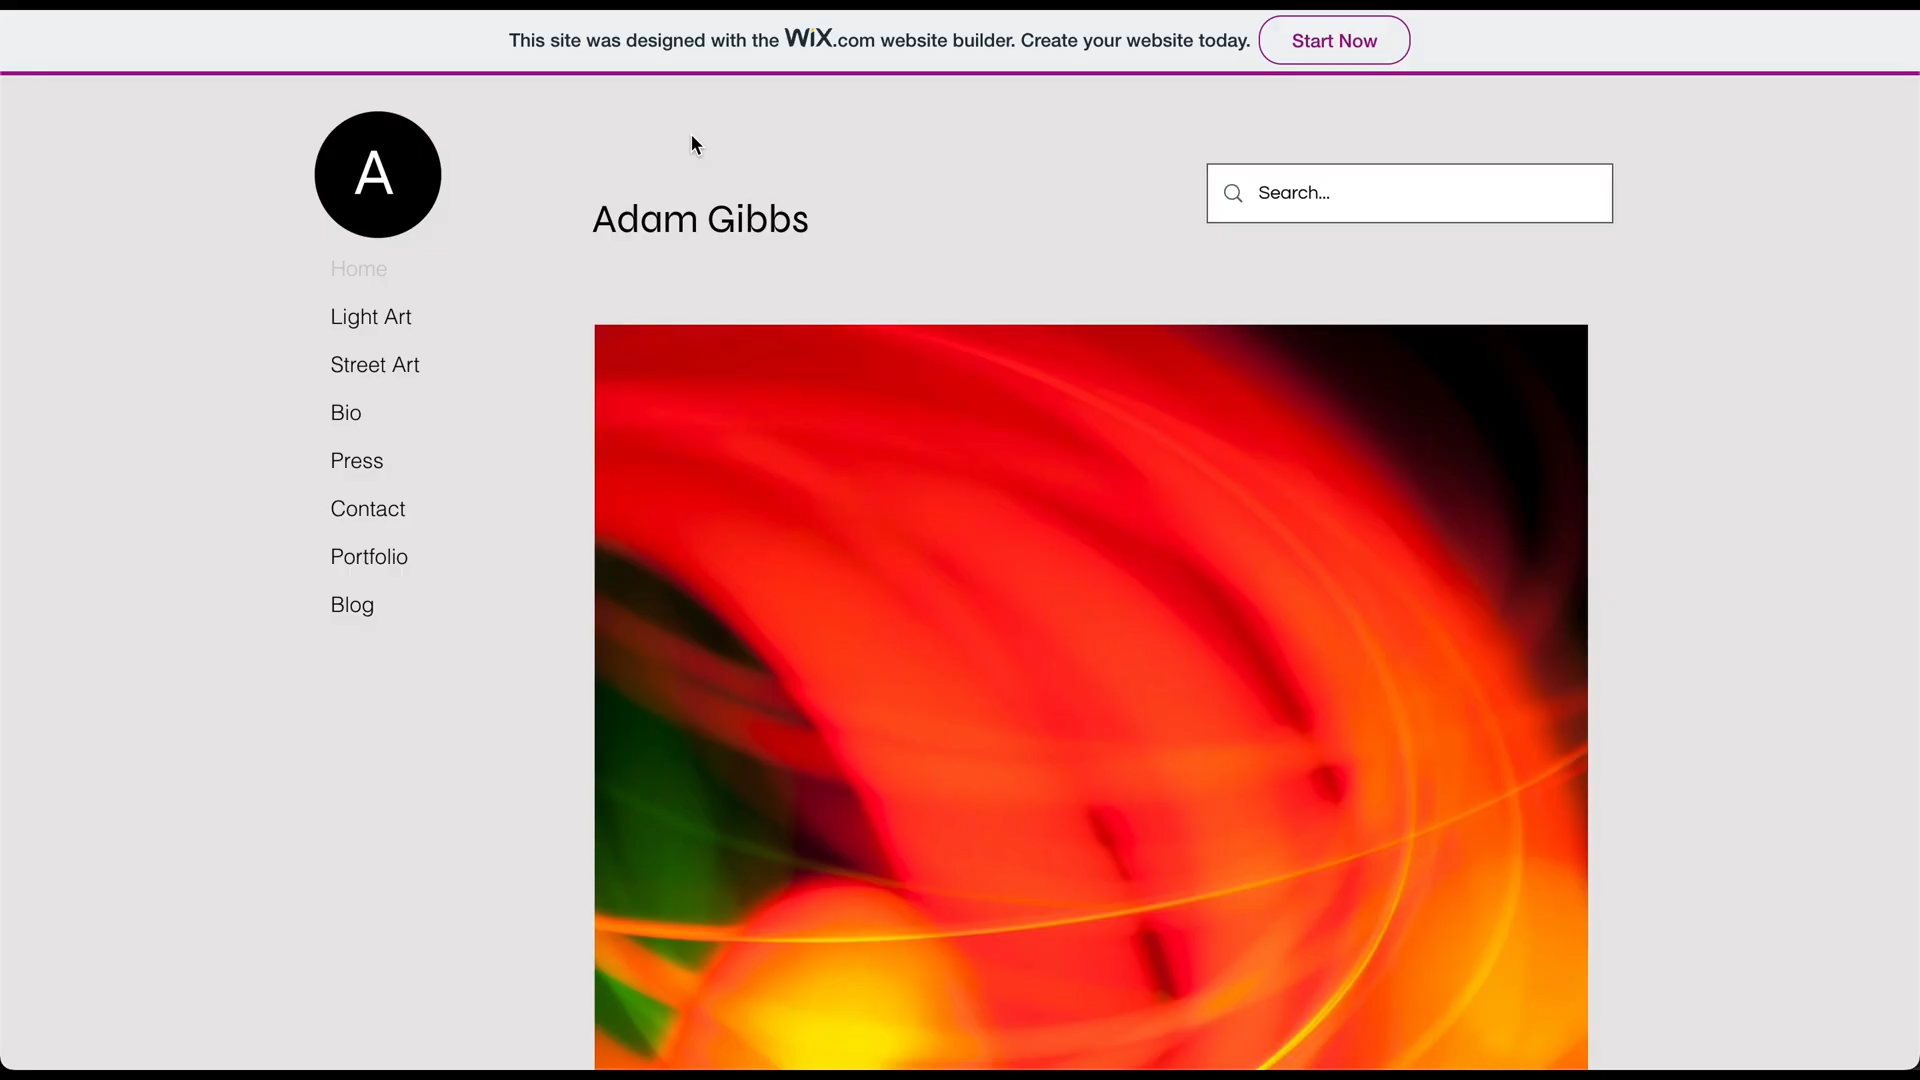 This site was designed with the WiX.com website builder. Create your website today.
Start Now
A
Adam Gibbs
Search...
Home
Light Art
Street Art
Bio
Press
Contact
Portfolio
Blog